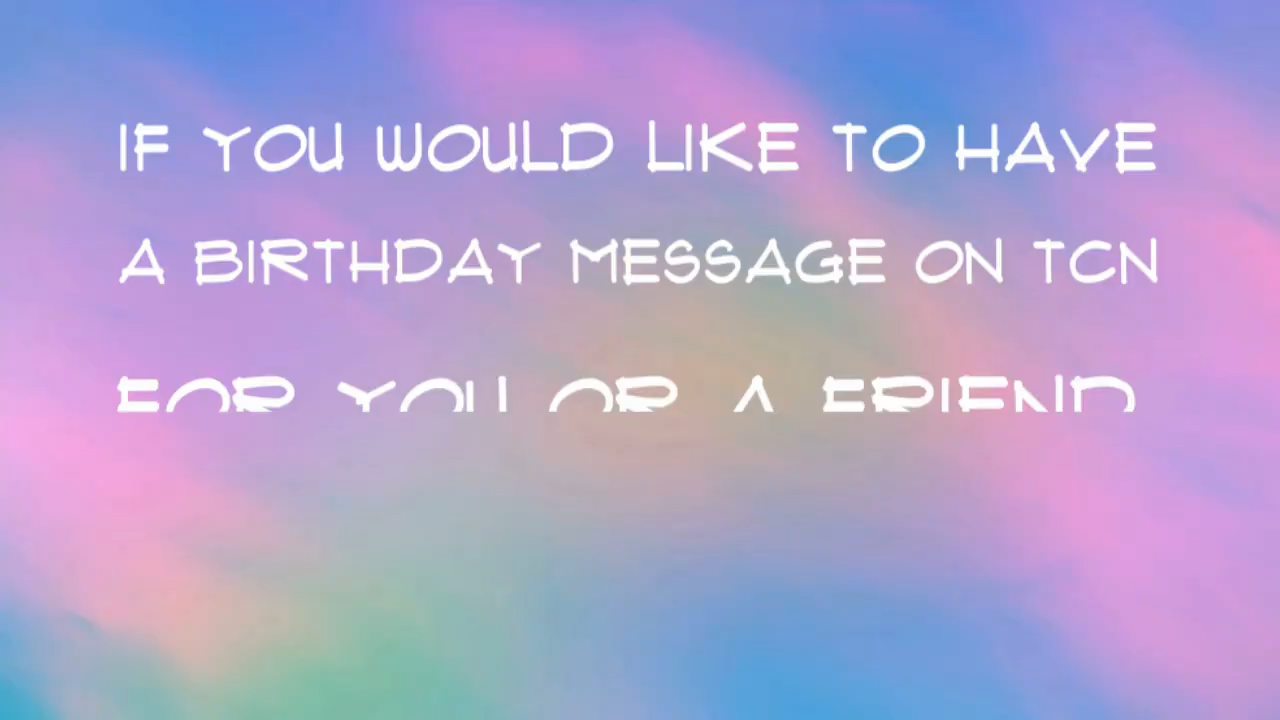 IF YOU WOULD LIKE TO HAVE
A BIRTHDAY MESSAGE ON TCN
FOR YOU OR A FRIEND